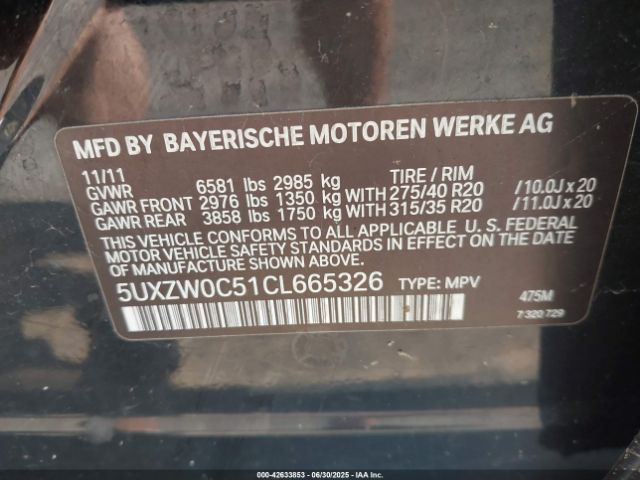 MFD BY BAYERISCHE MOTOREN WERKE AG
11/11 TIRE / RIM
GVWR 6581 lbs 2985 kg
GAWR FRONT 2976 lbs 1350 kg WITH 275/40 R20 /10.0J x 20
GAWR REAR 3858 lbs 1750 kg WITH 315/35 R20 /11.0J x 20
THIS VEHICLE CONFORMS TO ALL APPLICABLE U. S. FEDERAL
MOTOR VEHICLE SAFETY STANDARDS IN EFFECT ON THE
DATE OF MANUFACTURE SHOWN ABOVE.
5UXZW0C51CL665326 TYPE: MPV
475M
7 320 729
000-42633853 / 06/30/2025 / IAA Inc.